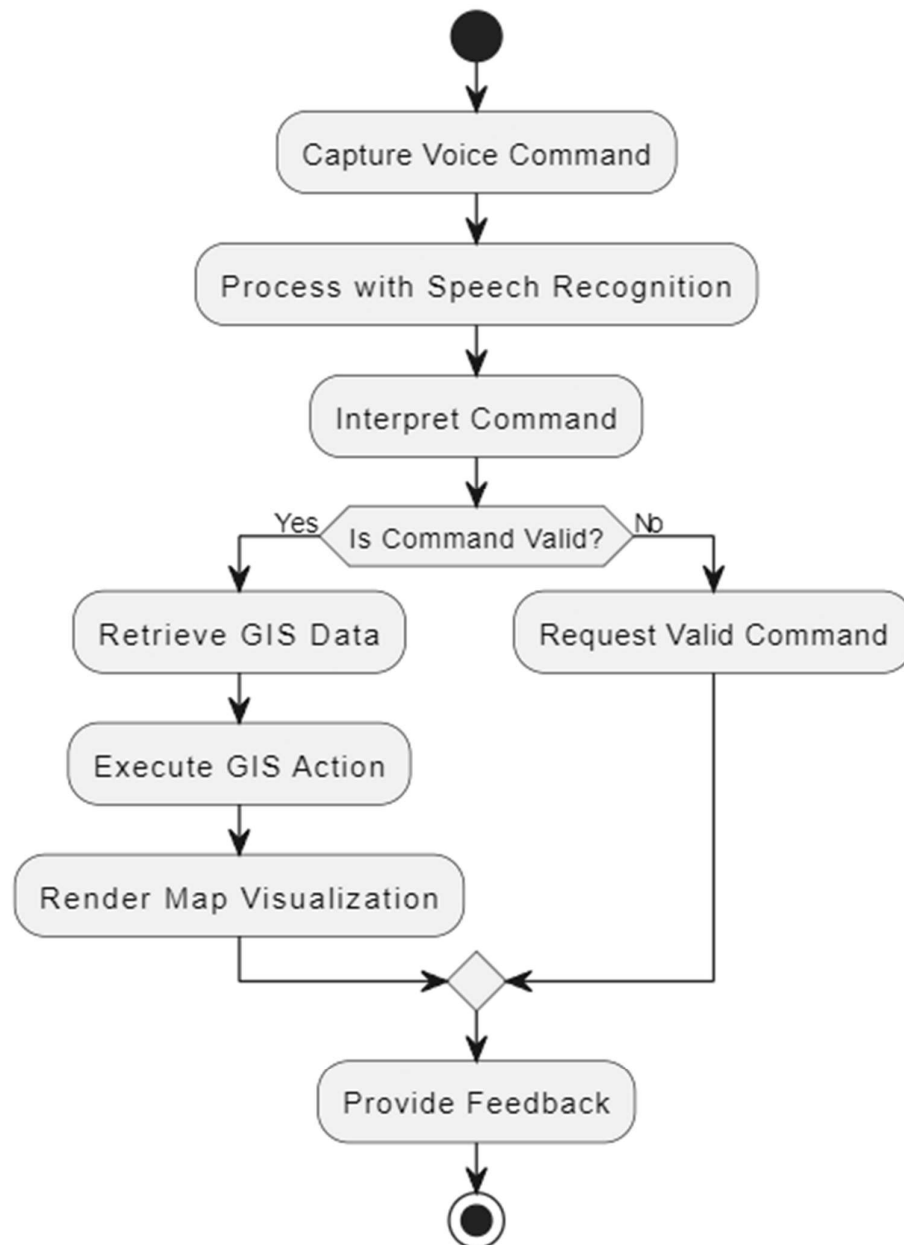 Capture Voice Command
Process with Speech Recognition
Interpret Command
Yes
Is Command Valid?
No
Retrieve GIS Data
Request Valid Command
Execute GIS Action
Render Map Visualization
Provide Feedback